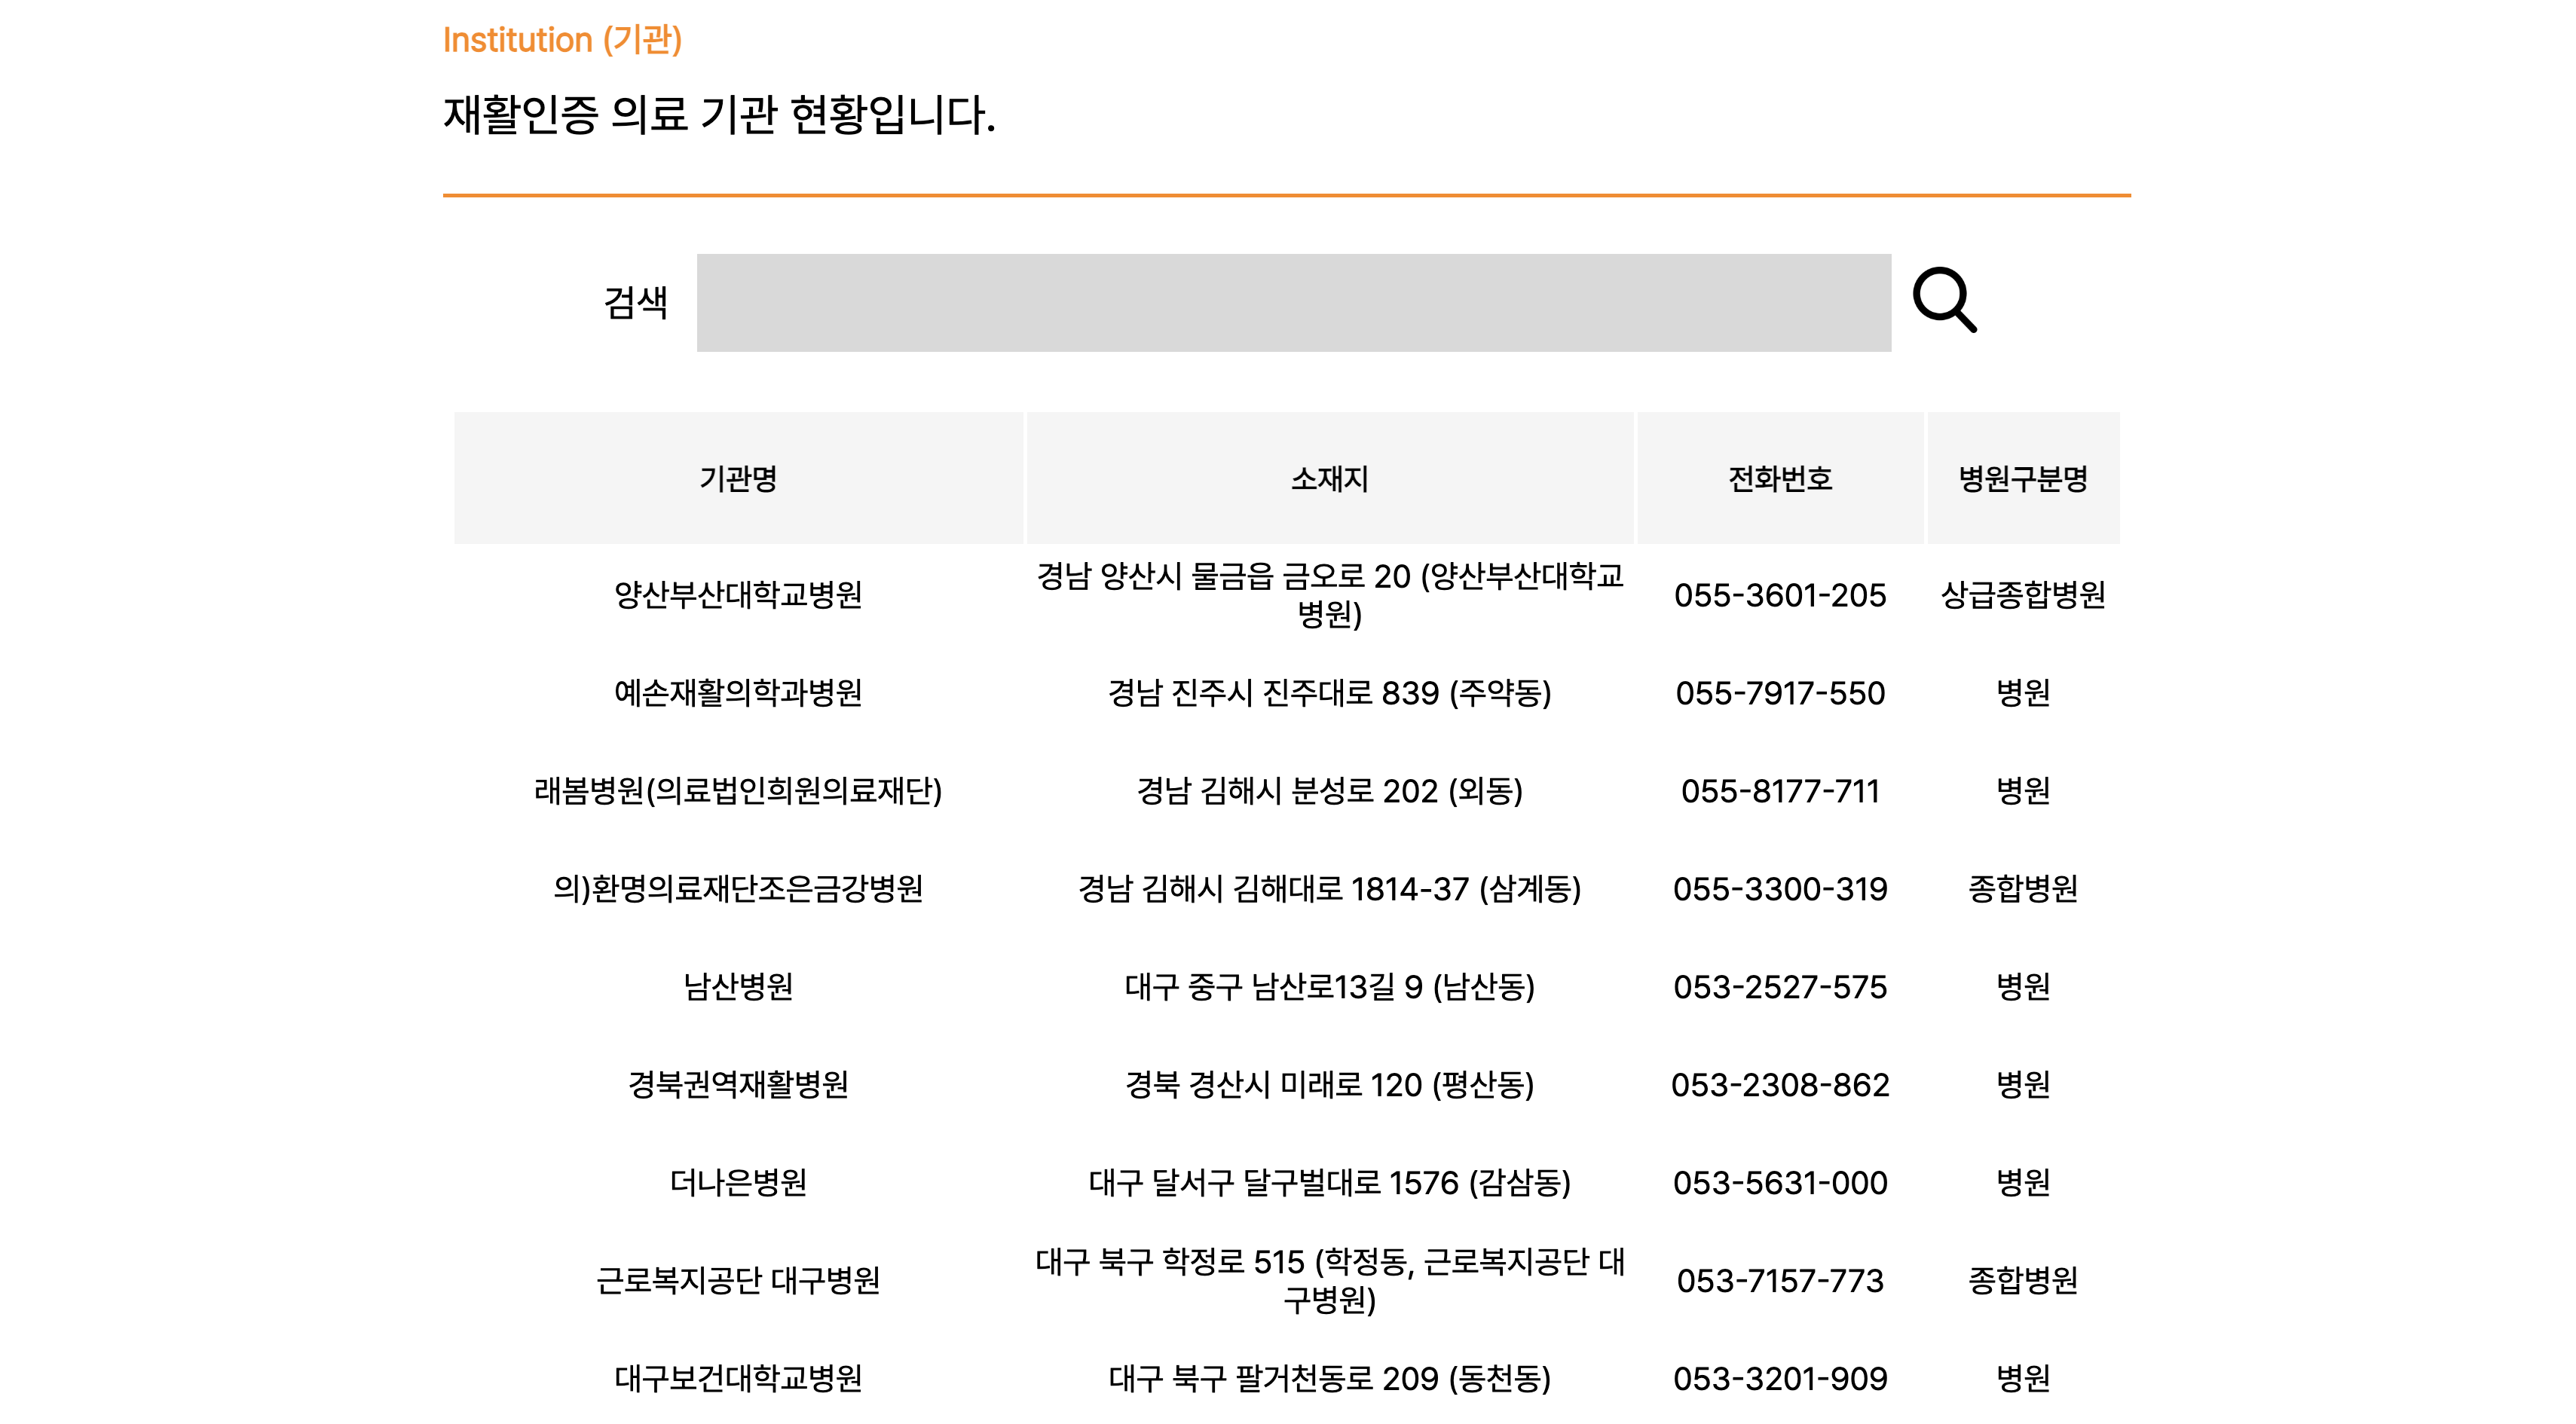 Institution (기관)
재활인증 의료 기관 현황입니다.
검색
기관명 소재지 전화번호 병원구분명
양산부산대학교병원 경남 양산시 물금읍 금오로 20 (양산부산대학교
병원) 055-3601-205 상급종합병원
예손재활의학과병원 경남 진주시 진주대로 839 (주약동) 055-7917-550 병원
래봄병원(의료법인희원의료재단) 경남 김해시 분성로 202 (외동) 055-8177-711 병원
의)환명의료재단조은금강병원 경남 김해시 김해대로 1814-37 (삼계동) 055-3300-319 종합병원
남산병원 대구 중구 남산로13길 9 (남산동) 053-2527-575 병원
경북권역재활병원 경북 경산시 미래로 120 (평산동) 053-2308-862 병원
더나은병원 대구 달서구 달구벌대로 1576 (감삼동) 053-5631-000 병원
근로복지공단 대구병원 대구 북구 학정로 515 (학정동, 근로복지공단 대
구병원) 053-7157-773 종합병원
대구보건대학교병원 대구 북구 팔거천동로 209 (동천동) 053-3201-909 병원